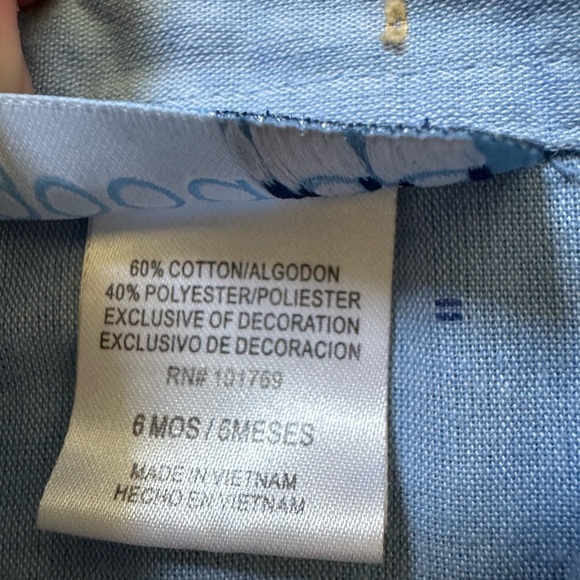 60% COTTON/ALGODON
40% POLYESTER/POLIESTER
EXCLUSIVE OF DECORATION
EXCLUSIVO DE DECORACION
RN# 101769
6 MOS / 6MESES
MADE IN VIETNAM
HECHO EN VIETNAM